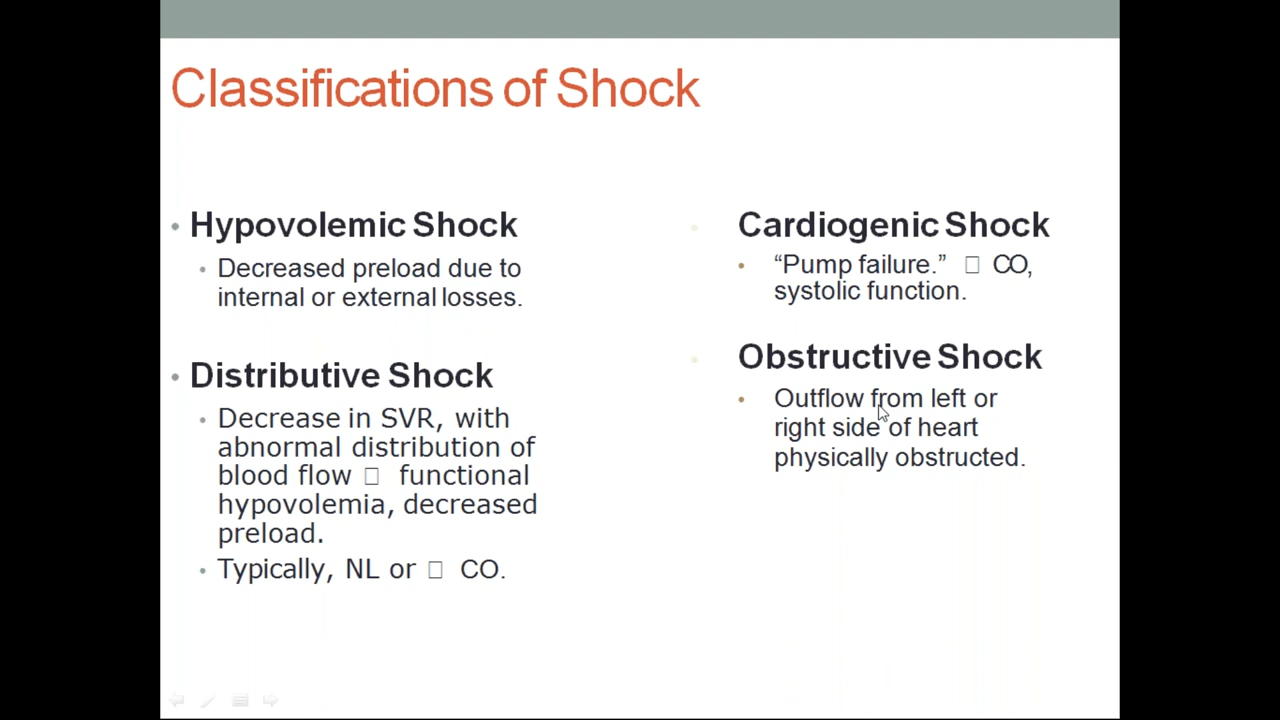 Classifications of Shock
• Hypovolemic Shock
• Decreased preload due to
internal or external losses.
• Distributive Shock
• Decrease in SVR, with
abnormal distribution of
blood flow □ functional
hypovolemia, decreased
preload.
• Typically, NL or □ CO.
• Cardiogenic Shock
• “Pump failure.” □ CO,
systolic function.
• Obstructive Shock
• Outflow from left or
right side of heart
physically obstructed.